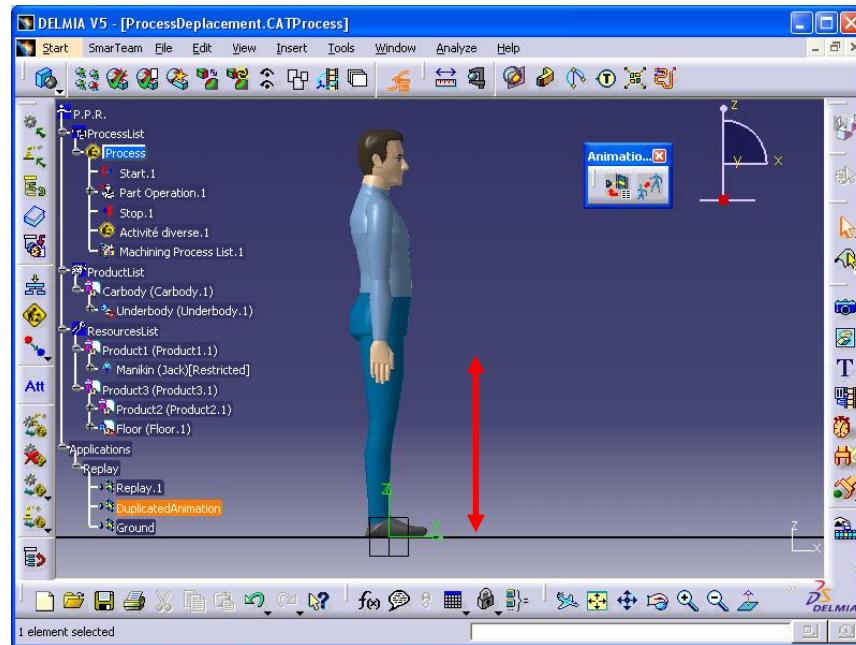 DELMIA V5 - [ProcessDeplacement.CATProcess]
Start SmarTeam File Edit View Insert Tools Window Analyze Help
P.P.R.
ProcessList
Process
Start.1
Part Operation.1
Stop.1
Activité diverse.1
Machining Process List.1
ProductList
Carbody (Carbody.1)
Underbody (Underbody.1)
ResourcesList
Product1 (Product1.1)
Manikin (Jack)[Restricted]
Product3 (Product3.1)
Product2 (Product2.1)
Floor (Floor.1)
Applications
Replay
Replay.1
DuplicatedAnimation
Ground
Animatio...
z
y x
Z
z
x
Att
T
f(x)
DELMIA
1 element selected